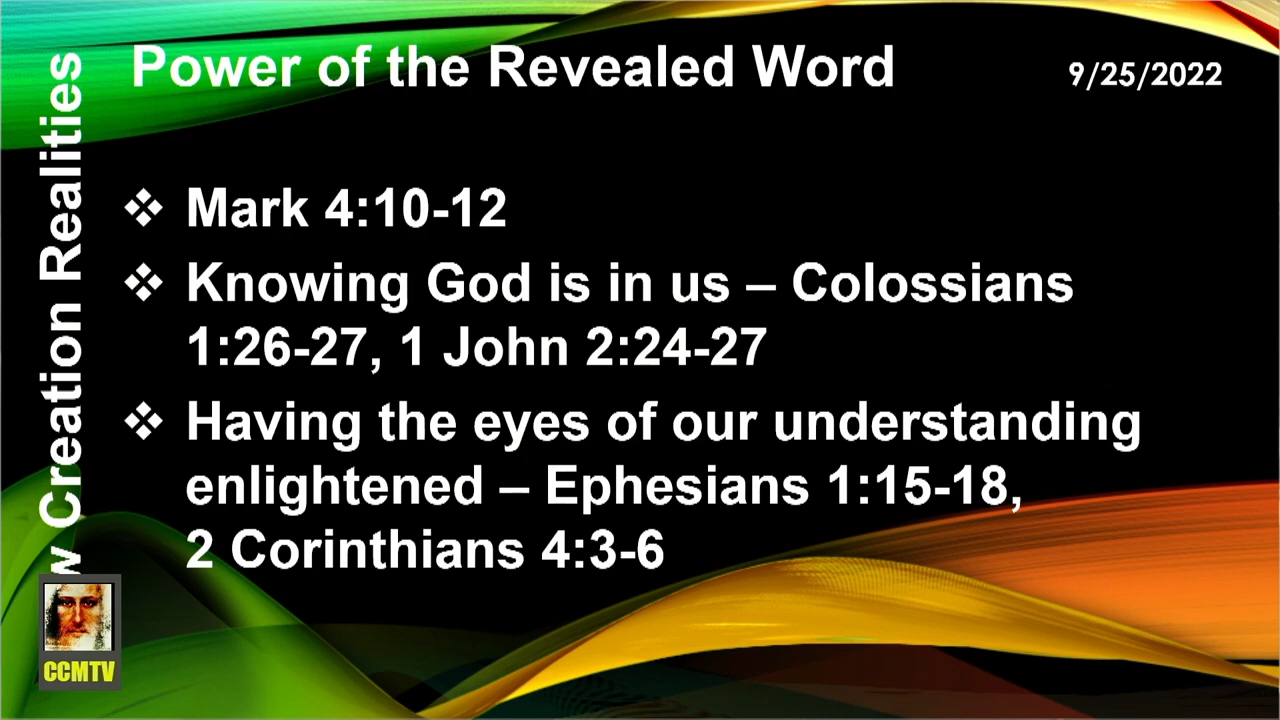 Power of the Revealed Word
9/25/2022
w Creation Realities
❖ Mark 4:10-12
❖ Knowing God is in us – Colossians
1:26-27, 1 John 2:24-27
❖ Having the eyes of our understanding
enlightened – Ephesians 1:15-18,
2 Corinthians 4:3-6
CCMTV